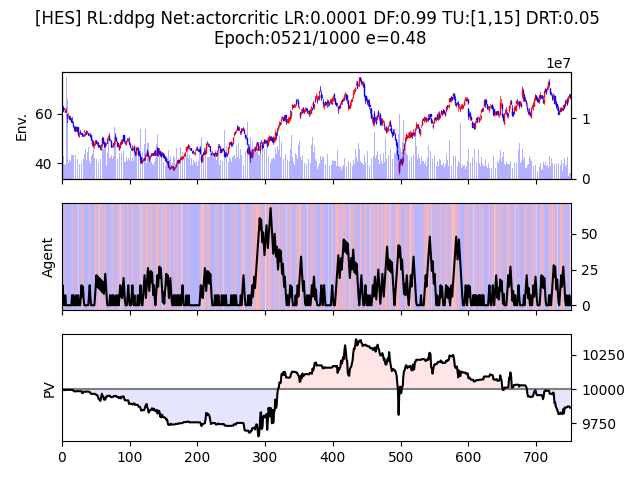 [HES] RL:ddpg Net:actorcritic LR:0.0001 DF:0.99 TU:[1,15] DRT:0.05
Epoch:0521/1000 e=0.48
1e7
Env.
60
40
1
0
Agent
50
25
0
PV
10250
10000
9750
0 100 200 300 400 500 600 700